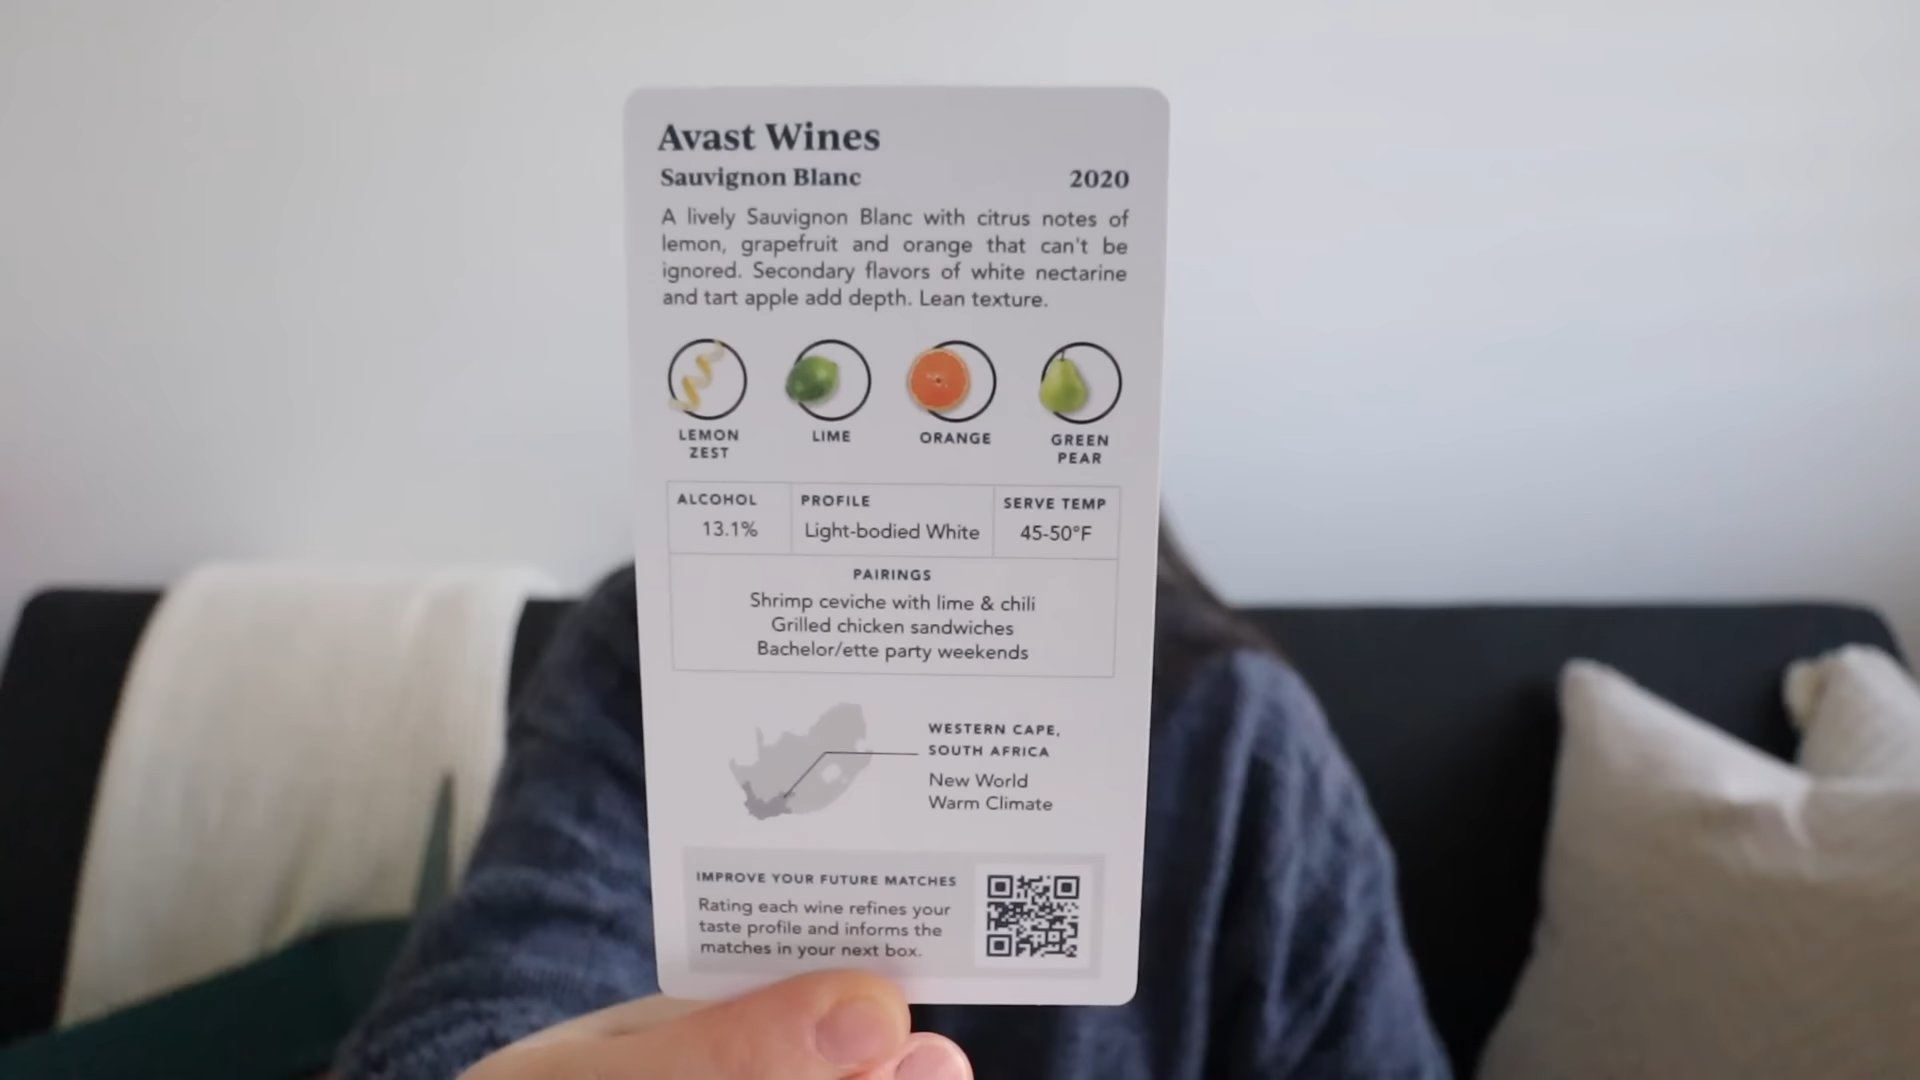 Avast Wines
Sauvignon Blanc 2020
A lively Sauvignon Blanc with citrus notes of
lemon, grapefruit and orange that can't be
ignored. Secondary flavors of white nectarine
and tart apple add depth. Lean texture.
LEMON
ZEST
LIME
ORANGE
GREEN
PEAR
ALCOHOL
13.1%
PROFILE
Light-bodied White
SERVE TEMP
45-50°F
PAIRINGS
Shrimp ceviche with lime & chili
Grilled chicken sandwiches
Bachelor/ette party weekends
WESTERN CAPE,
SOUTH AFRICA
New World
Warm Climate
IMPROVE YOUR FUTURE MATCHES
Rating each wine refines your
taste profile and informs the
matches in your next box.